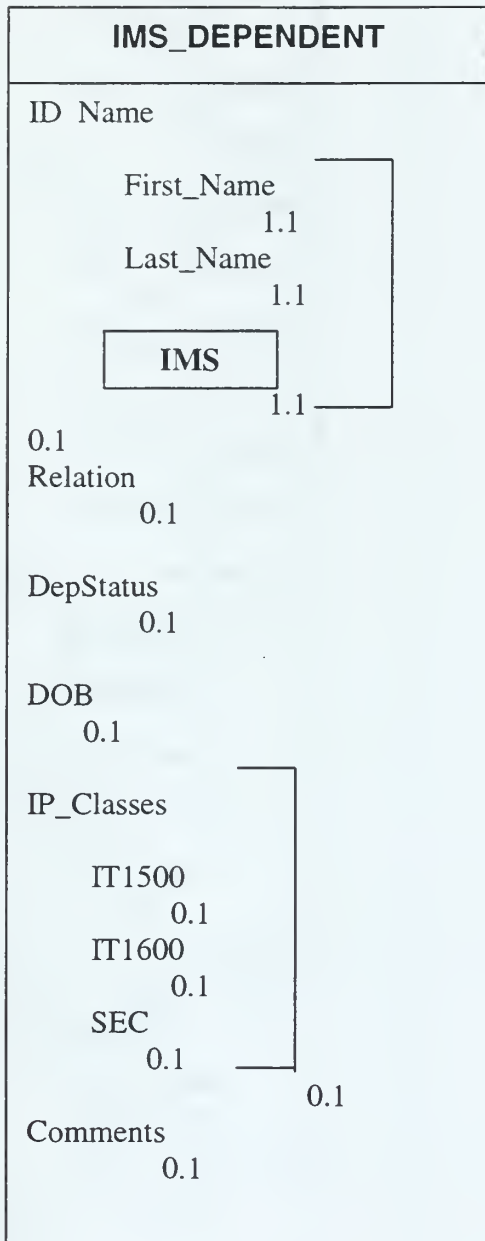 IMS_DEPENDENT
ID Name
First_Name
1.1
Last_Name
1.1
IMS
1.1
0.1
Relation
0.1
DepStatus
0.1
DOB
0.1
IP_Classes
IT1500
0.1
IT1600
0.1
SEC
0.1
0.1
Comments
0.1